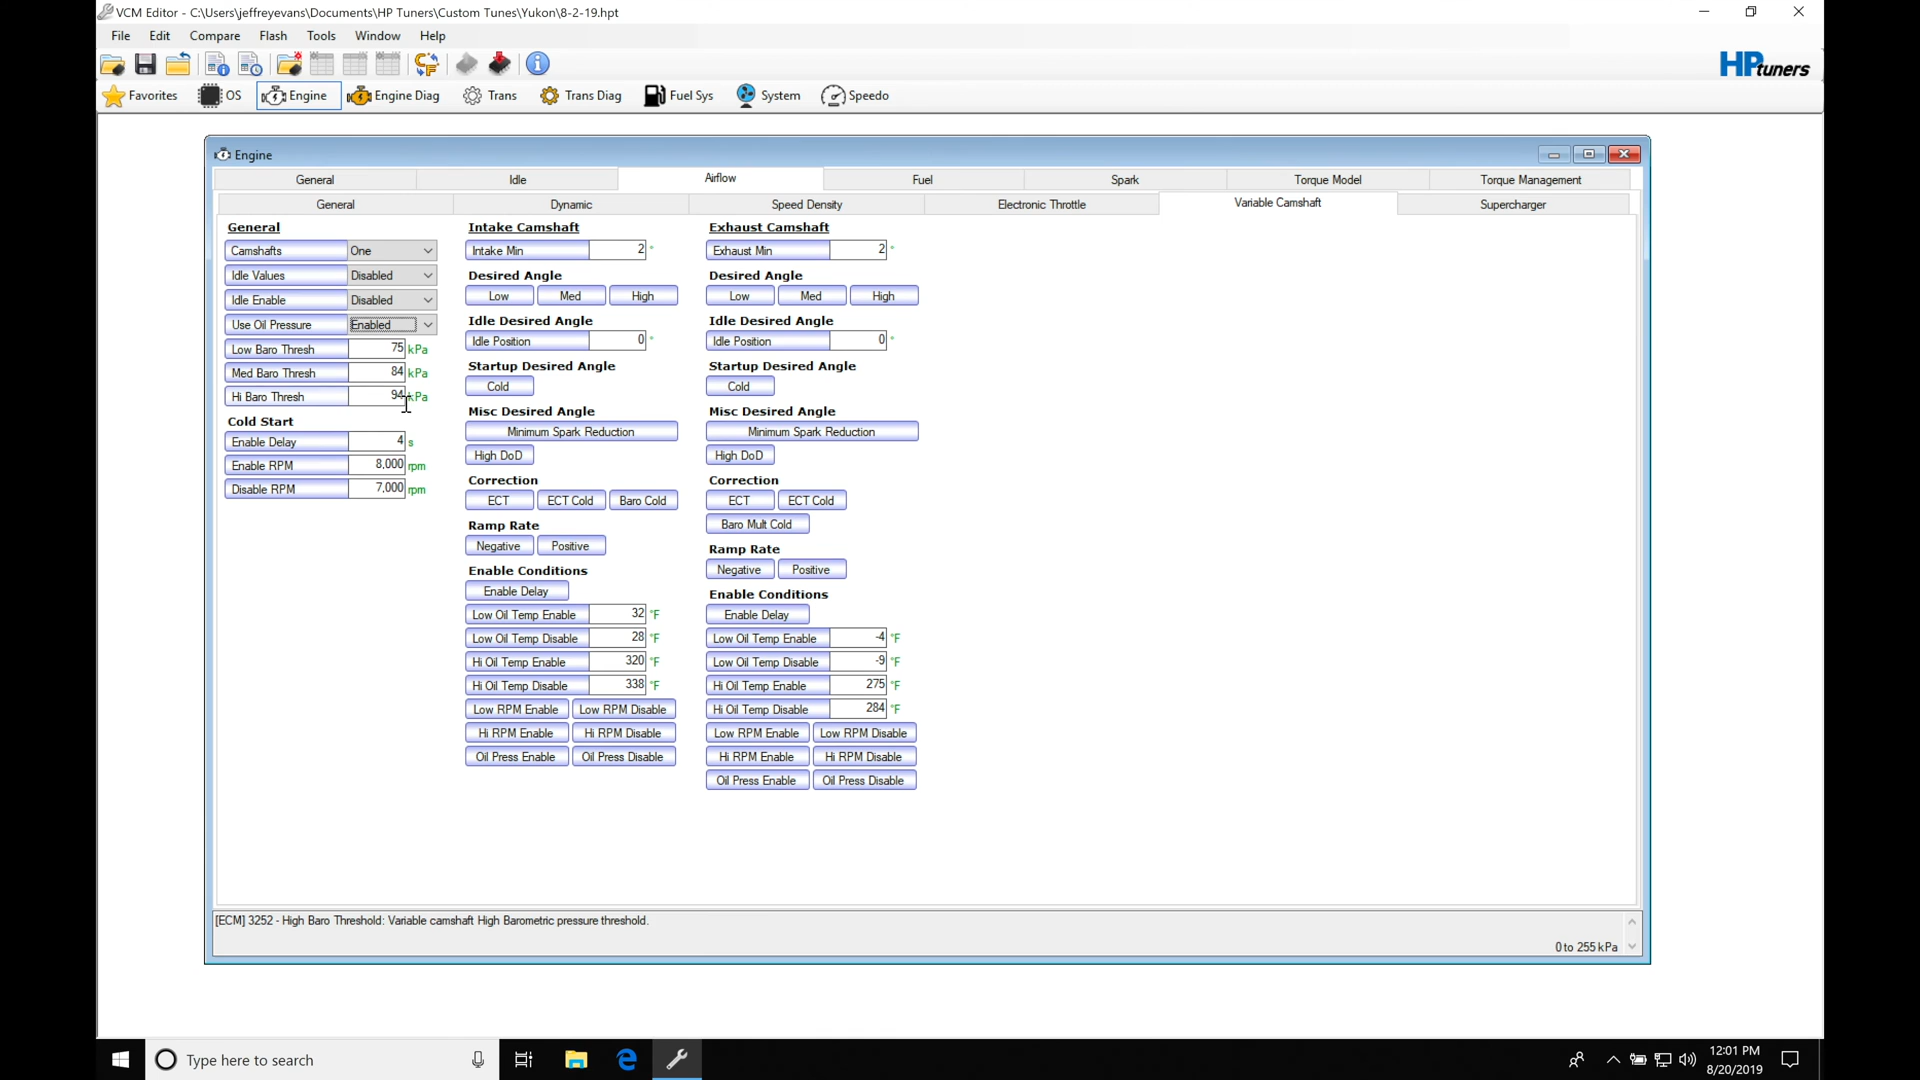 VCM Editor - C:\Users\jeffreyevans\Documents\HP Tuners\Custom Tunes\Yukon\8-2-19.hpt
File Edit Compare Flash Tools Window Help
HPtuners
Favorites OS Engine Engine Diag Trans Trans Diag Fuel Sys System Speedo
Engine
General Idle Airflow Fuel Spark Torque Model Torque Management
General Dynamic Speed Density Electronic Throttle Variable Camshaft Supercharger
General
Camshafts One
Idle Values Disabled
Idle Enable Disabled
Use Oil Pressure Enabled
Low Baro Thresh 75 kPa
Med Baro Thresh 84 kPa
Hi Baro Thresh 94 kPa
Cold Start
Enable Delay 4 s
Enable RPM 8,000 rpm
Disable RPM 7,000 rpm
Intake Camshaft
Intake Min 2 °
Desired Angle
Low Med High
Idle Desired Angle
Idle Position 0 °
Startup Desired Angle
Cold
Misc Desired Angle
Minimum Spark Reduction
High DoD
Correction
ECT ECT Cold Baro Cold
Ramp Rate
Negative Positive
Enable Conditions
Enable Delay
Low Oil Temp Enable 32 °F
Low Oil Temp Disable 28 °F
Hi Oil Temp Enable 320 °F
Hi Oil Temp Disable 338 °F
Low RPM Enable Low RPM Disable
Hi RPM Enable Hi RPM Disable
Oil Press Enable Oil Press Disable
Exhaust Camshaft
Exhaust Min 2 °
Desired Angle
Low Med High
Idle Desired Angle
Idle Position 0 °
Startup Desired Angle
Cold
Misc Desired Angle
Minimum Spark Reduction
High DoD
Correction
ECT ECT Cold
Baro Mult Cold
Ramp Rate
Negative Positive
Enable Conditions
Enable Delay
Low Oil Temp Enable -4 °F
Low Oil Temp Disable -9 °F
Hi Oil Temp Enable 275 °F
Hi Oil Temp Disable 284 °F
Low RPM Enable Low RPM Disable
Hi RPM Enable Hi RPM Disable
Oil Press Enable Oil Press Disable
[ECM] 3252 - High Baro Threshold: Variable camshaft High Barometric pressure threshold.
0 to 255 kPa
Type here to search
12:01 PM
8/20/2019